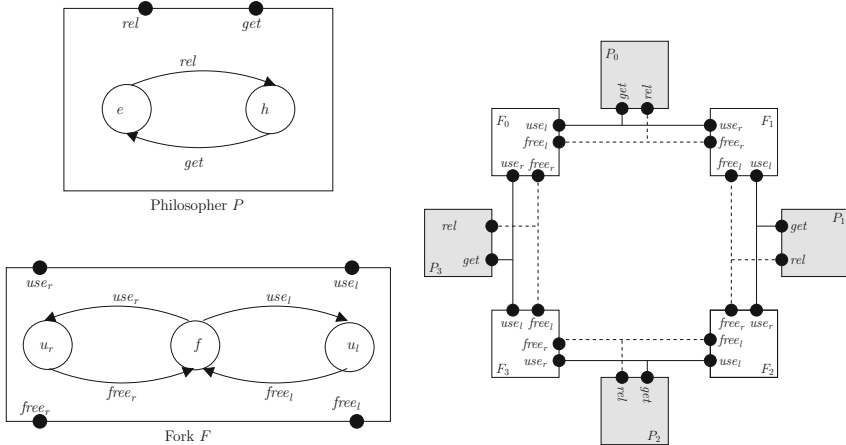 rel get
rel
e h
get
Philosopher P
use_r use_l
use_r use_l
u_r f u_l
free_r free_l
free_r free_l
Fork F
P_0
get rel
F_0 use_l use_r F_1
free_l free_r
use_r free_r free_l use_l
rel get P_1
get rel
P_3
use_l free_l free_r use_r
free_r free_l
F_3 use_r use_l F_2
rel get
P_2